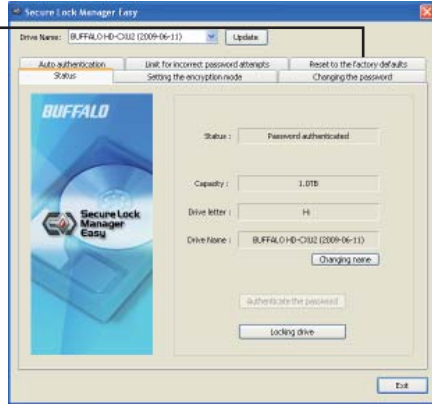 Secure Lock Manager Easy
Drive Name: BUFFALO HD-CXU2 (2009-06-11) Update
Auto authentication Limit for incorrect password attempts Reset to the factory defaults
Status Setting the encryption mode Changing the password
BUFFALO
Secure Lock
Manager
Easy
Status : Password authenticated
Capacity : 1.0TB
Drive letter : H:
Drive Name : BUFFALO HD-CXU2 (2009-06-11)
Changing name
Authenticate the password
Locking drive
Exit